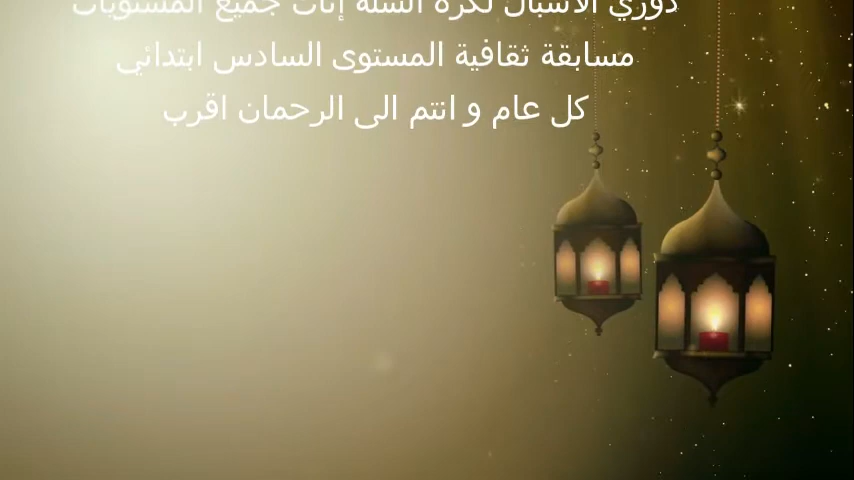 دوري الأشبال لكرة السلة إناث جميع المستويات
مسابقة ثقافية المستوى السادس ابتدائي
كل عام و انتم الى الرحمان اقرب